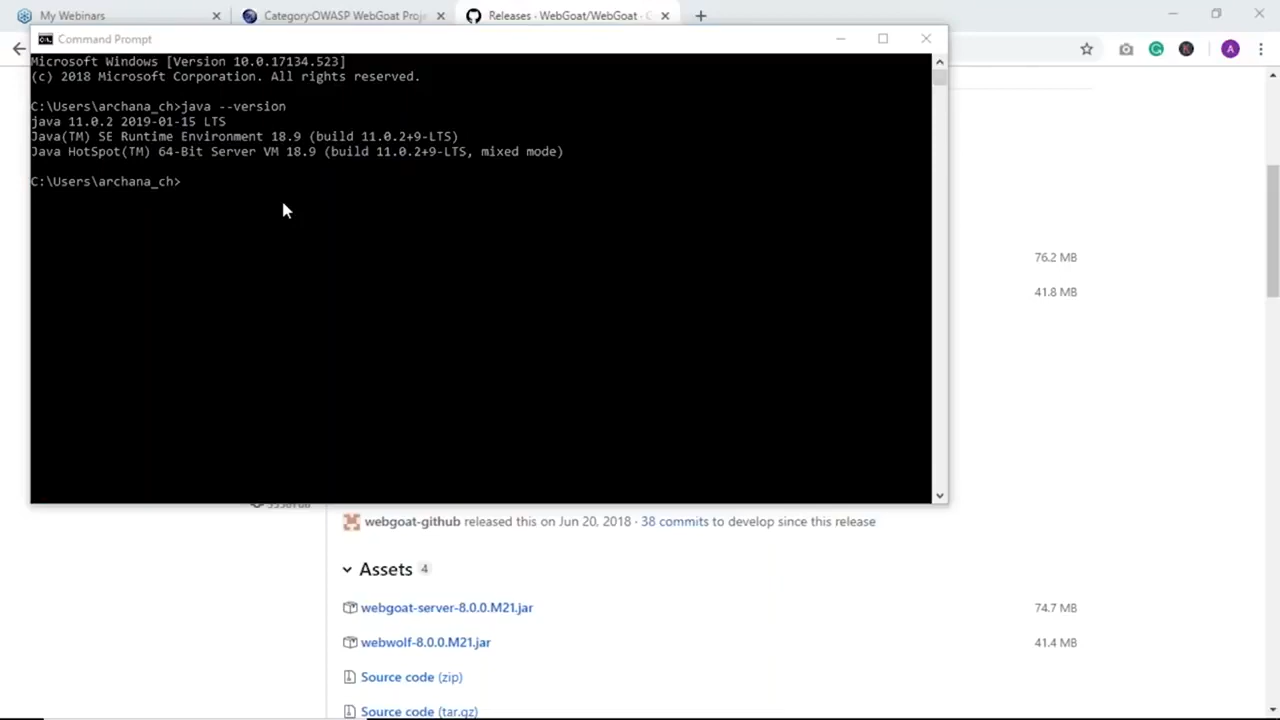 My Webinars
Category:OWASP WebGoat Proje
Releases · WebGoat/WebGoat · G
Command Prompt
A
Microsoft Windows [Version 10.0.17134.523]
(c) 2018 Microsoft Corporation. All rights reserved.
C:\Users\archana_ch>java --version
java 11.0.2 2019-01-15 LTS
Java(TM) SE Runtime Environment 18.9 (build 11.0.2+9-LTS)
Java HotSpot(TM) 64-Bit Server VM 18.9 (build 11.0.2+9-LTS, mixed mode)
C:\Users\archana_ch>
76.2 MB
41.8 MB
webgoat-github released this on Jun 20, 2018 · 38 commits to develop since this release
Assets 4
webgoat-server-8.0.0.M21.jar 74.7 MB
webwolf-8.0.0.M21.jar 41.4 MB
Source code (zip)
Source code (tar.gz)